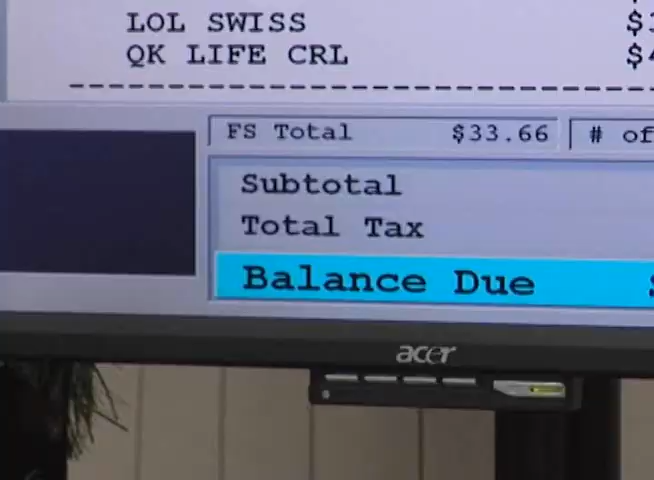 LOL SWISS
QK LIFE CRL
FS Total $33.66 # of
Subtotal
Total Tax
Balance Due
acer